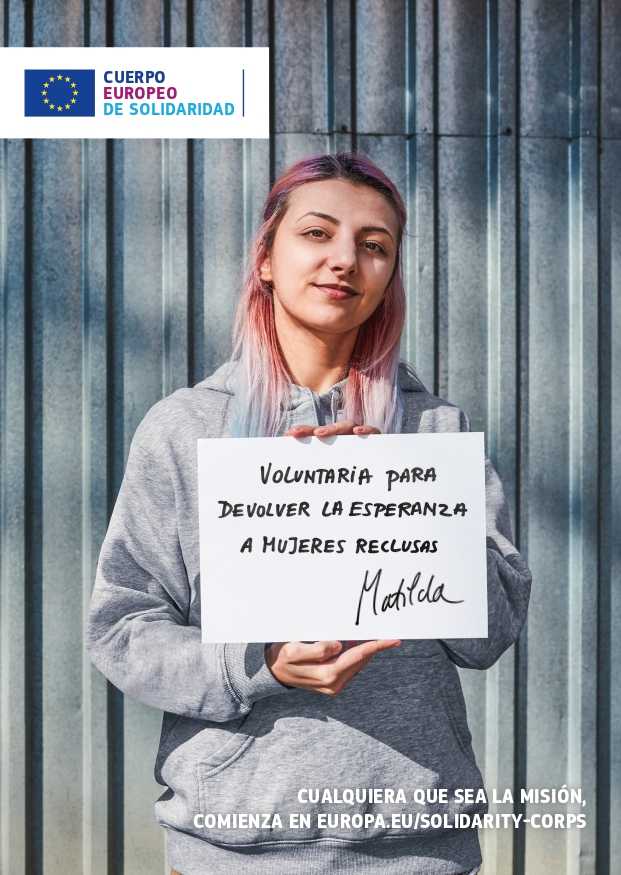 CUERPO
EUROPEO
DE SOLIDARIDAD
VOLUNTARIA PARA
DEVOLVER LA ESPERANZA
A MUJERES RECLUSAS
Matilda
CUALQUIERA QUE SEA LA MISIÓN,
COMIENZA EN EUROPA.EU/SOLIDARITY-CORPS